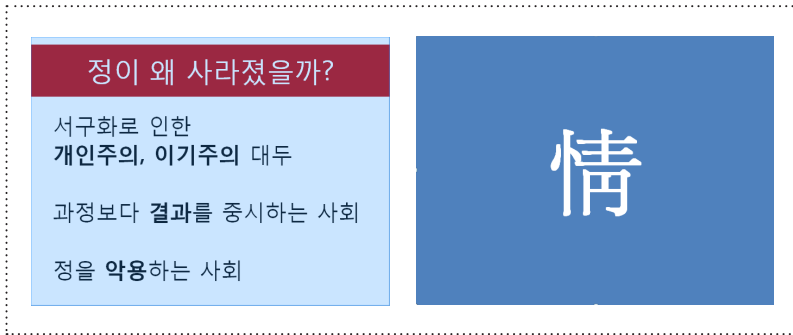 정이 왜 사라졌을까?
서구화로 인한
개인주의, 이기주의 대두
과정보다 결과를 중시하는 사회
정을 악용하는 사회
情